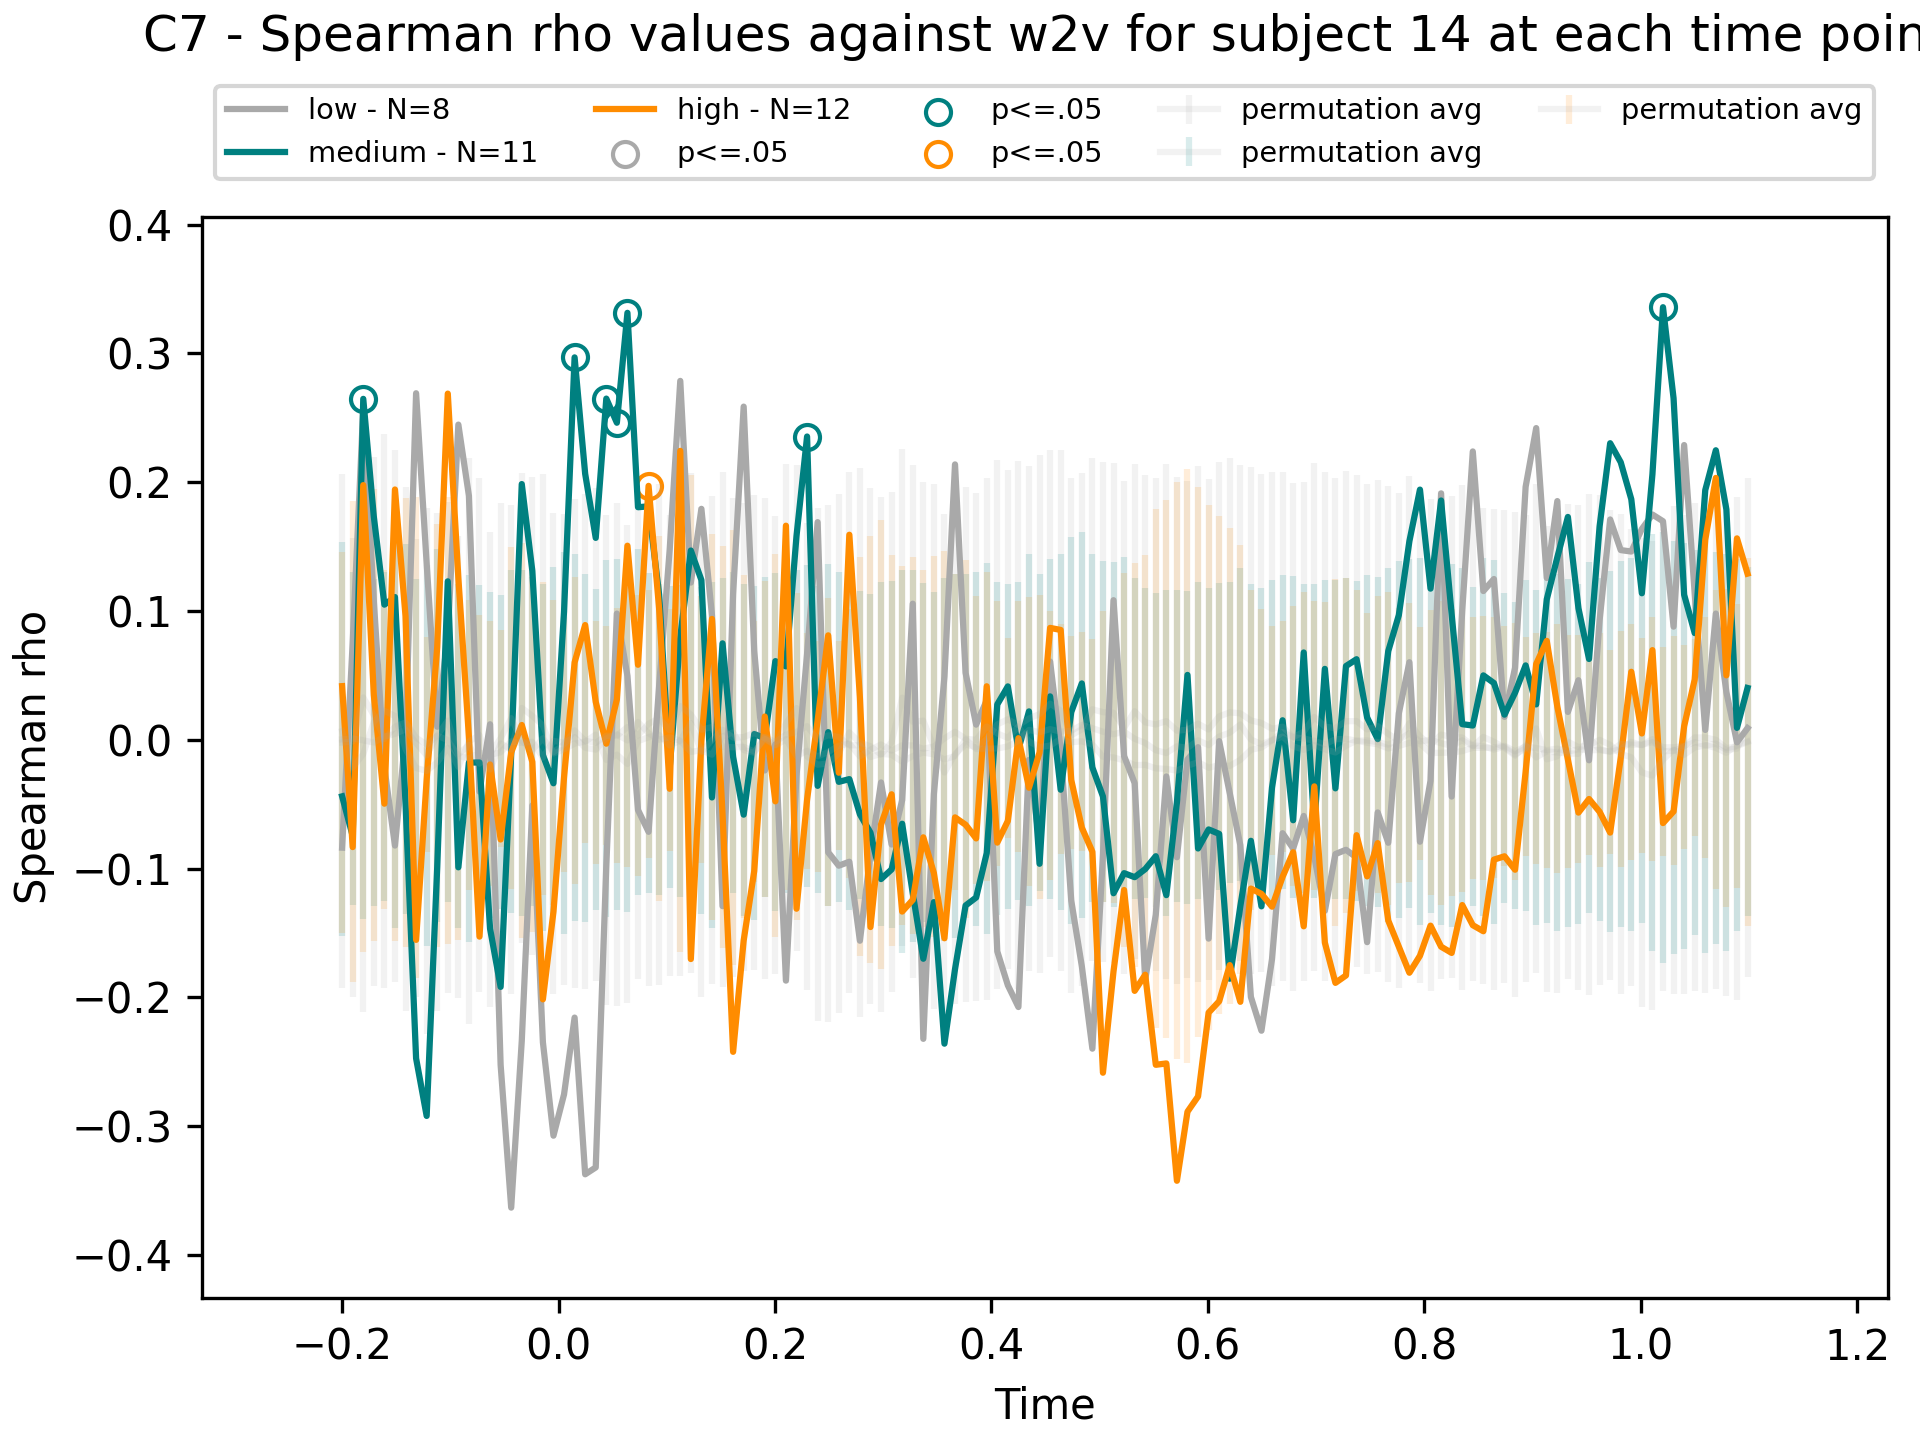 C7 - Spearman rho values against w2v for subject 14 at each time poin
low - N=8
medium - N=11
high - N=12
p<=.05
p<=.05
p<=.05
permutation avg
permutation avg
permutation avg
Spearman rho
0.4
0.3
0.2
0.1
0.0
−0.1
−0.2
−0.3
−0.4
−0.2
0.0
0.2
0.4
0.6
0.8
1.0
1.2
Time